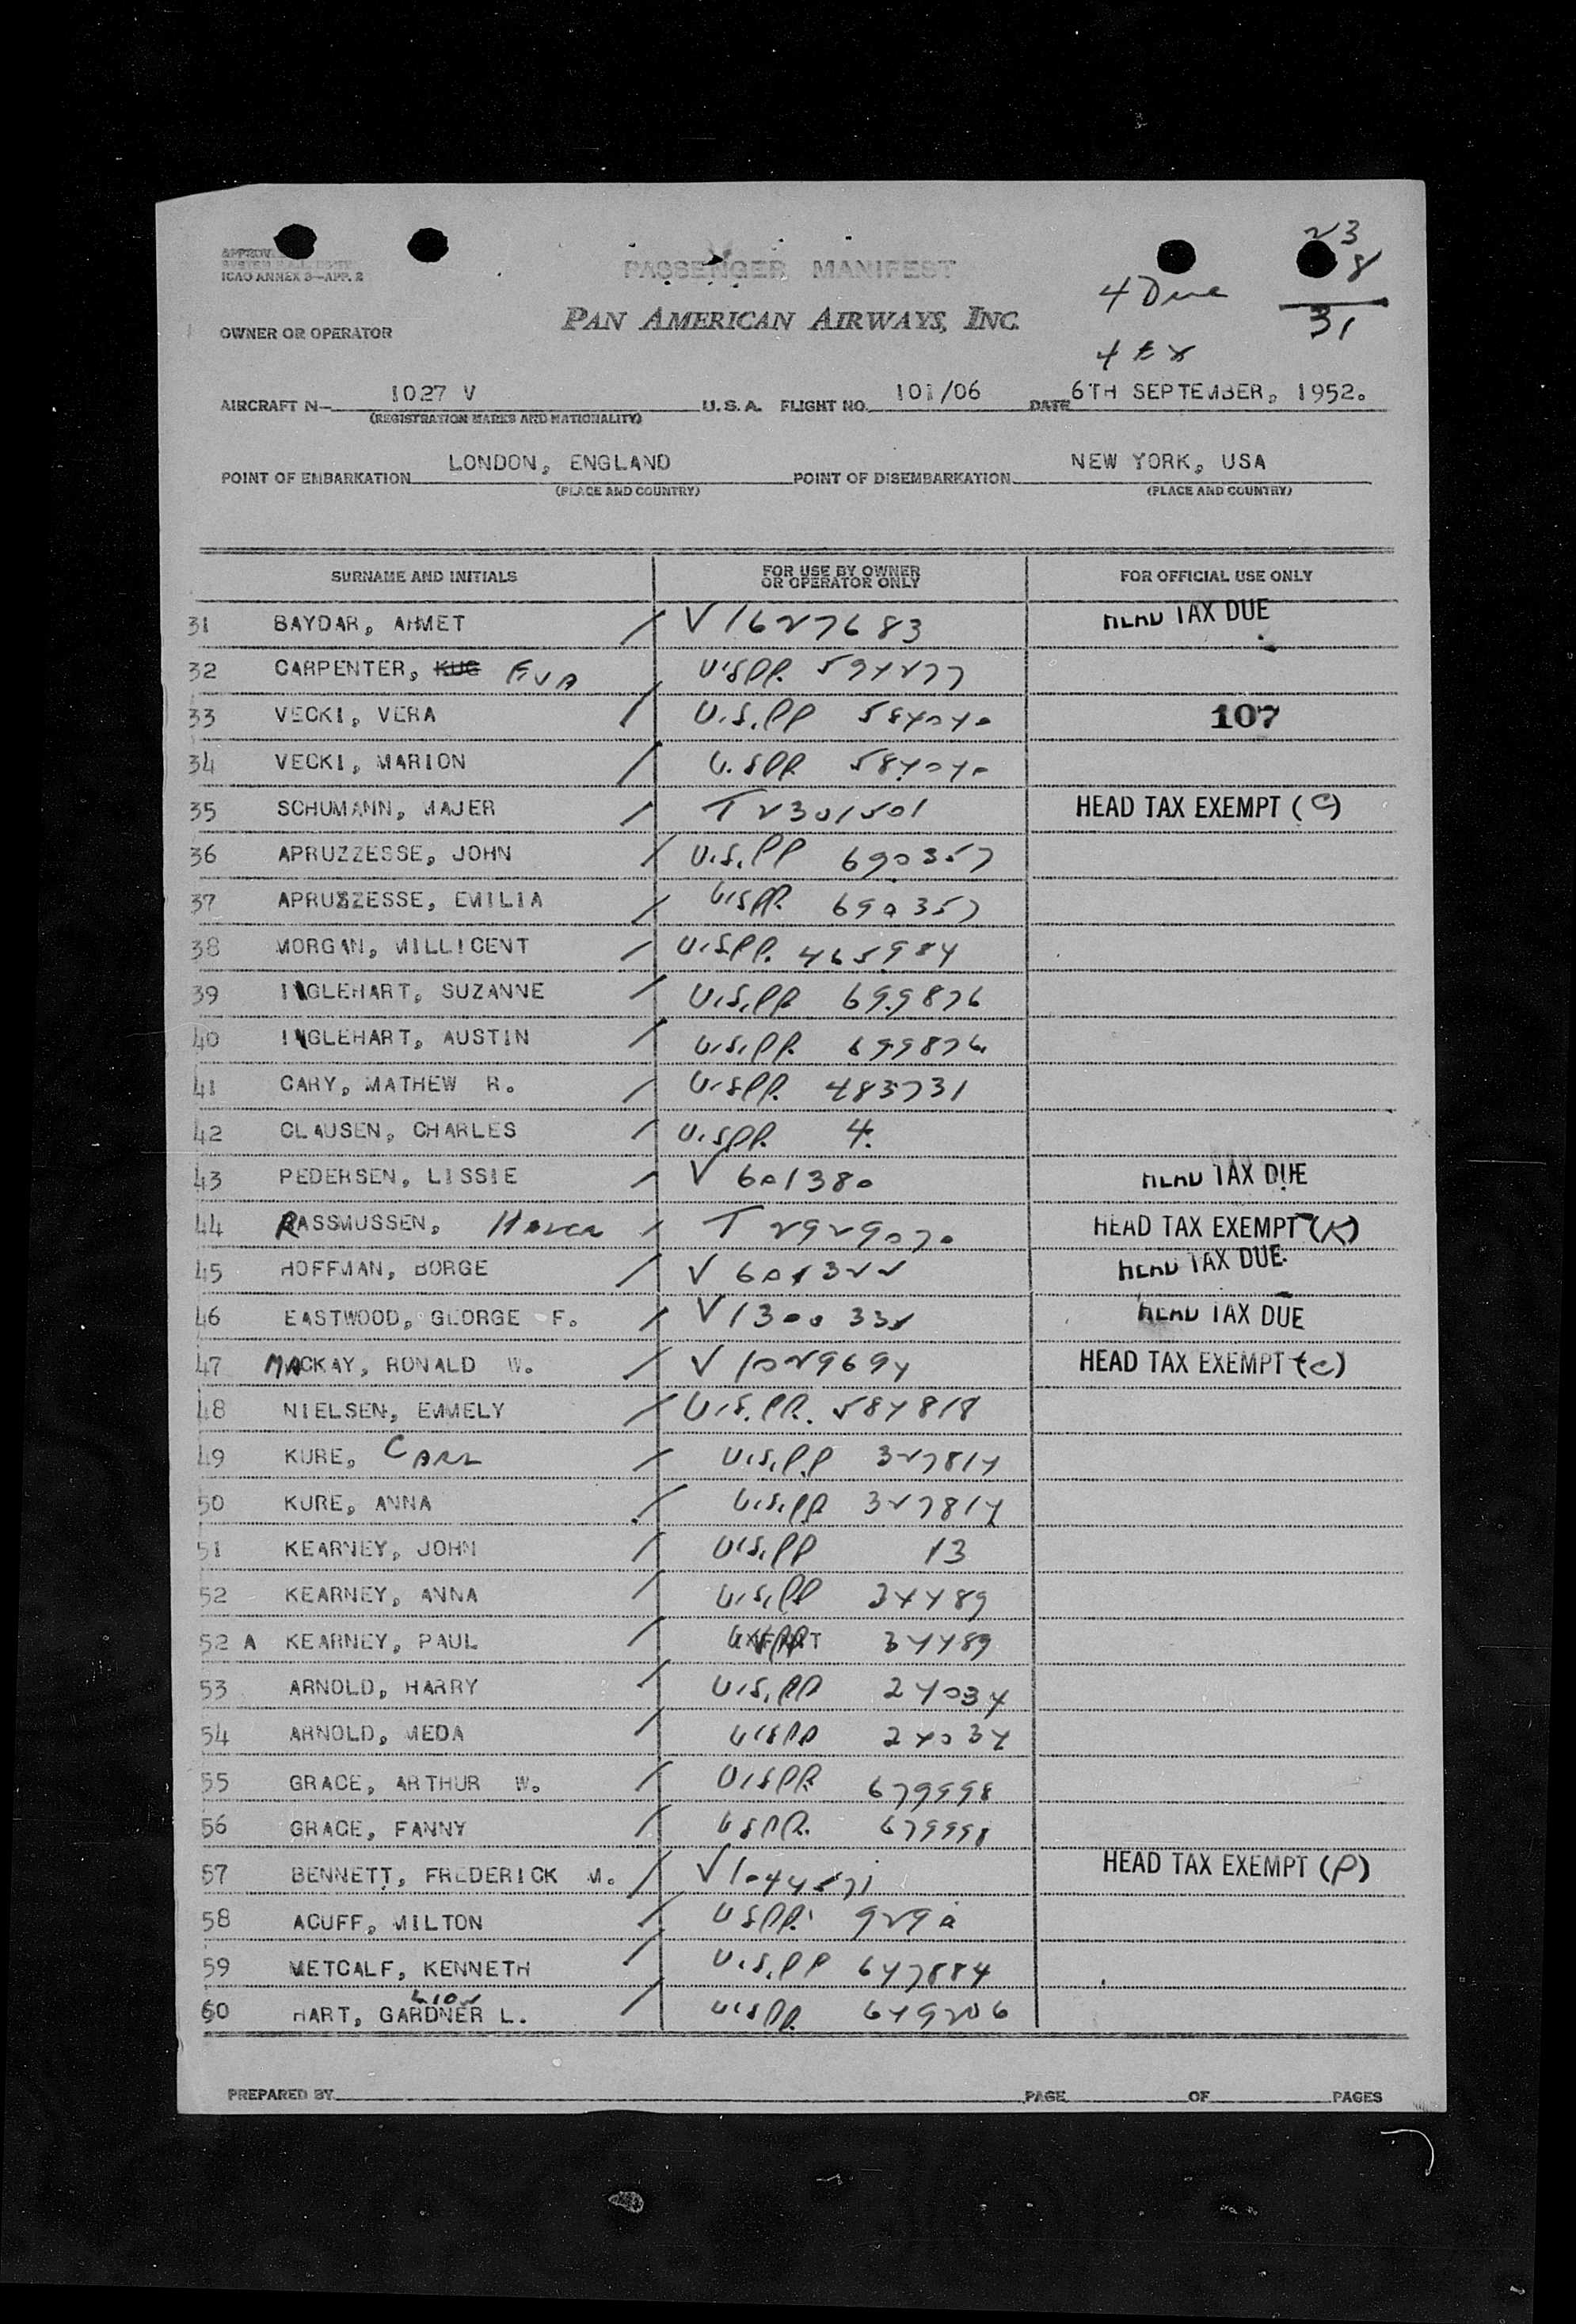 23
8
31
4 Due
4 Ex
ICAO ANNEX 3—APP. 2
PASSENGER MANIFEST
PAN AMERICAN AIRWAYS, INC.
OWNER OR OPERATOR
AIRCRAFT N— 1027 V U.S.A. FLIGHT NO. 101/06 DATE 6TH SEPTEMBER, 1952.
(REGISTRATION MARKS AND NATIONALITY)
POINT OF EMBARKATION LONDON, ENGLAND POINT OF DISEMBARKATION NEW YORK, USA
(PLACE AND COUNTRY) (PLACE AND COUNTRY)
SURNAME AND INITIALS FOR USE BY OWNER OR OPERATOR ONLY FOR OFFICIAL USE ONLY
31 BAYDAR, AHMET / V 1627683 HEAD TAX DUE
32 CARPENTER, EVA / U.S.PP. 594277
33 VECKI, VERA / U.S.PP 584040 107
34 VECKI, MARION / U.S.PP. 584040
35 SCHUMANN, MAJER / T 2301501 HEAD TAX EXEMPT (C)
36 APRUZZESSE, JOHN / U.S.PP 690357
37 APRUZZESSE, EMILIA / U.S.PP. 690357
38 MORGAN, MILLICENT / U.S.PP. 465984
39 INGLEHART, SUZANNE / U.S.PP. 699876
40 INGLEHART, AUSTIN / U.S.PP. 699876
41 CARY, MATHEW R. / U.S.PP. 483731
42 CLAUSEN, CHARLES / U.S.PP. 4.
43 PEDERSEN, LISSIE / V 601380 HEAD TAX DUE
44 RASSMUSSEN, / T 2929070 HEAD TAX EXEMPT (K)
45 HOFFMAN, BORGE / V 601322 HEAD TAX DUE
46 EASTWOOD, GEORGE F. / V HEAD TAX DUE
47 MACKAY, RONALD W. / V 1029694 HEAD TAX EXEMPT (C)
48 NIELSEN, EMMELY / U.S.PP. 584818
49 KURE, CARL / U.S.PP 327814
50 KURE, ANNA / U.S.PP 327814
51 KEARNEY, JOHN / U.S.PP 13
52 KEARNEY, ANNA / U.S.PP 34489
52 A KEARNEY, PAUL / 34489
53 ARNOLD, HARRY / U.S.PP 24034
54 ARNOLD, MEDA / U.S.PP 24034
55 GRACE, ARTHUR W. / U.S.PP. 679998
56 GRACE, FANNY / U.S.PP. 679998
57 BENNETT, FREDERICK M. / V 1044571 HEAD TAX EXEMPT (P)
58 ACUFF, MILTON / U.S.PP. 9290
59 METCALF, KENNETH / U.S.PP 647884
60 HART, GARDNER L. / U.S.PP. 649206
PREPARED BY PAGE OF PAGES